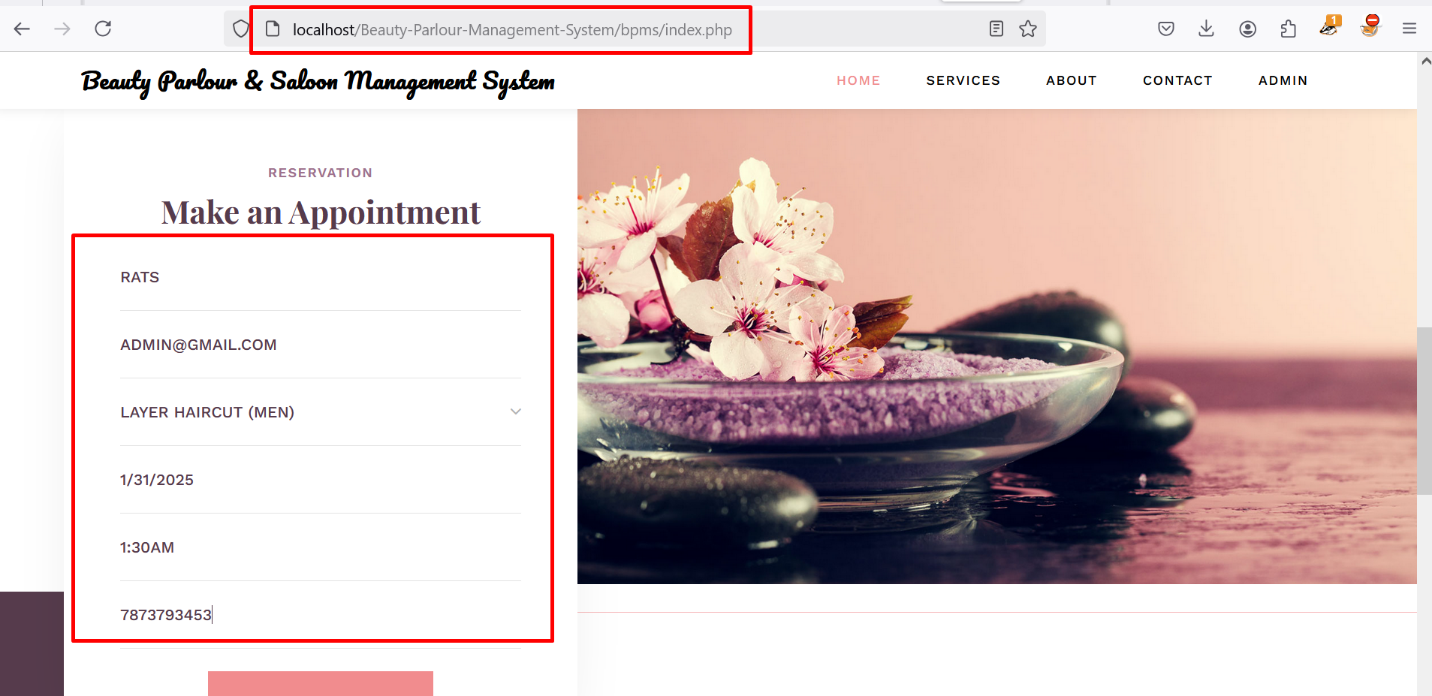 localhost/Beauty-Parlour-Management-System/bpms/index.php
1
Beauty Parlour & Saloon Management System
HOME SERVICES ABOUT CONTACT ADMIN
RESERVATION
Make an Appointment
RATS
ADMIN@GMAIL.COM
LAYER HAIRCUT (MEN)
1/31/2025
1:30AM
7873793453